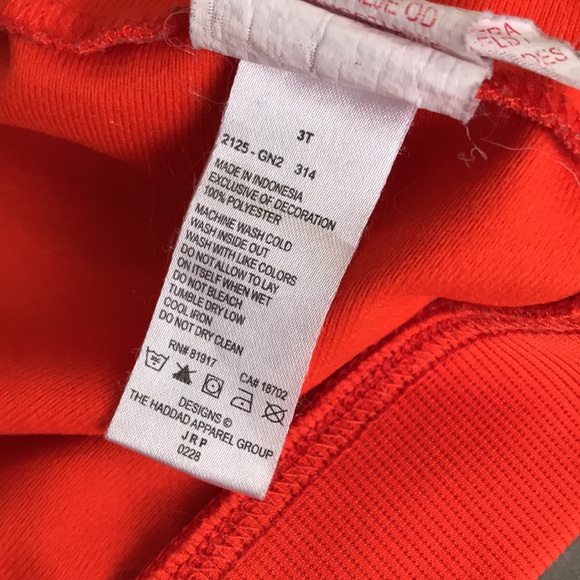 3T
2125 - GN2 314
MADE IN INDONESIA
EXCLUSIVE OF DECORATION
100% POLYESTER
MACHINE WASH COLD
WASH INSIDE OUT
WASH WITH LIKE COLORS
DO NOT ALLOW TO LAY
ON ITSELF WHEN WET
DO NOT BLEACH
TUMBLE DRY LOW
COOL IRON
DO NOT DRY CLEAN
RN# 81917 CA# 18702
DESIGNS ©
THE HADDAD APPAREL GROUP
JRP
0228